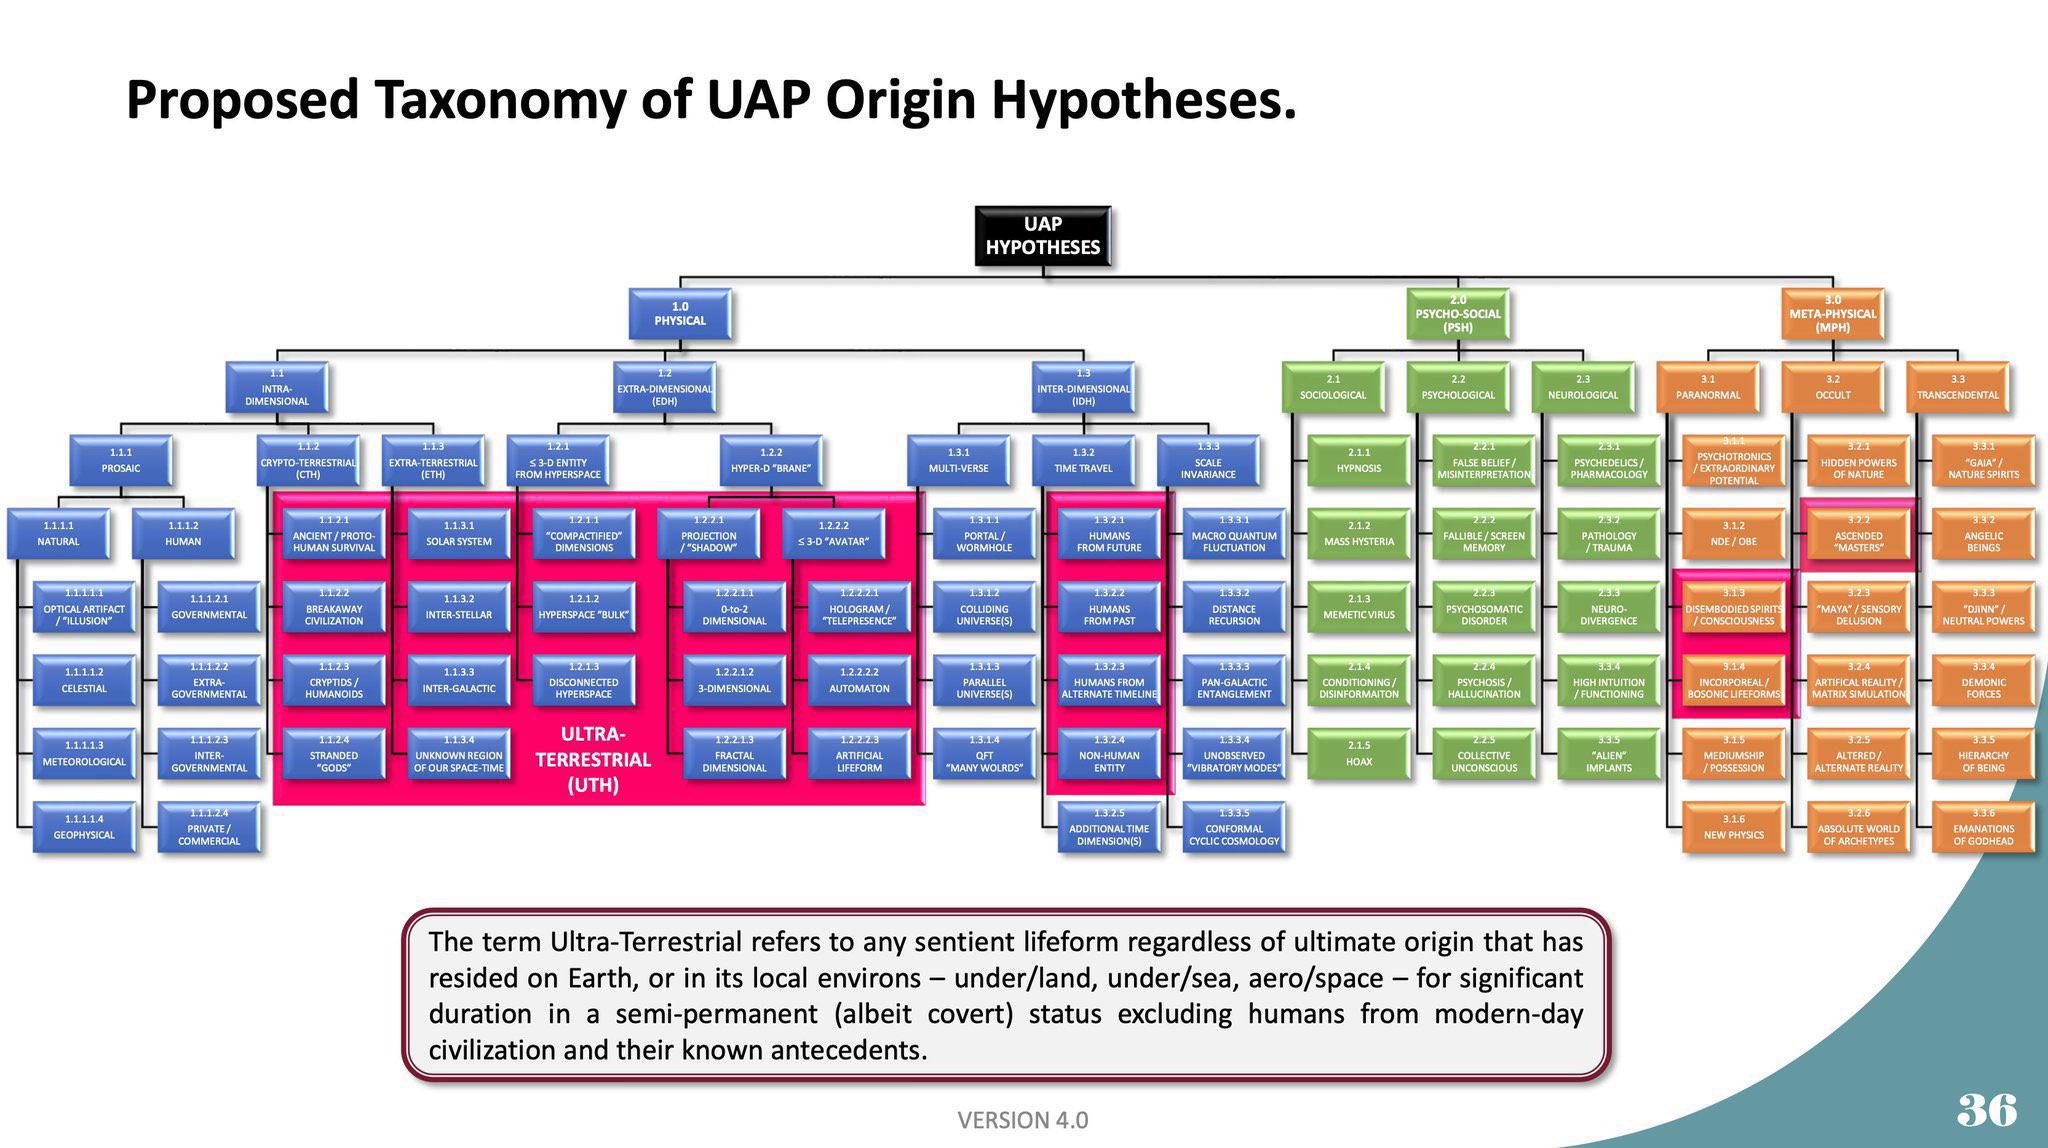 Proposed Taxonomy of UAP Origin Hypotheses.
UAP
HYPOTHESES
1.0
PHYSICAL
2.0
PSYCHO-SOCIAL
(PSH)
3.0
META-PHYSICAL
(MPH)
1.1
INTRA-
DIMENSIONAL
1.2
EXTRA-DIMENSIONAL
(EDH)
1.3
INTER-DIMENSIONAL
(IDH)
2.1
SOCIOLOGICAL
2.2
PSYCHOLOGICAL
2.3
NEUROLOGICAL
3.1
PARANORMAL
3.2
OCCULT
3.3
TRANSCENDENTAL
1.1.1
PROSAIC
1.1.2
CRYPTO-TERRESTRIAL
(CTH)
1.1.3
EXTRA-TERRESTRIAL
(ETH)
1.2.1
≤ 3-D ENTITY
FROM HYPERSPACE
1.2.2
HYPER-D “BRANE”
1.3.1
MULTI-VERSE
1.3.2
TIME TRAVEL
1.3.3
SCALE
INVARIANCE
1.1.1.1
NATURAL
1.1.1.2
HUMAN
1.1.1.1.1
OPTICAL ARTIFACT
/ “ILLUSION”
1.1.1.1.2
CELESTIAL
1.1.1.1.3
METEOROLOGICAL
1.1.1.1.4
GEOPHYSICAL
1.1.1.2.1
GOVERNMENTAL
1.1.1.2.2
EXTRA-
GOVERNMENTAL
1.1.1.2.3
INTER-
GOVERNMENTAL
1.1.1.2.4
PRIVATE /
COMMERCIAL
1.1.2.1
ANCIENT / PROTO-
HUMAN SURVIVAL
1.1.2.2
BREAKAWAY
CIVILIZATION
1.1.2.3
CRYPTIDS /
HUMANOIDS
1.1.2.4
STRANDED
“GODS”
1.1.3.1
SOLAR SYSTEM
1.1.3.2
INTER-STELLAR
1.1.3.3
INTER-GALACTIC
1.1.3.4
UNKNOWN REGION
OF OUR SPACE-TIME
1.2.1.1
“COMPACTIFIED”
DIMENSIONS
1.2.1.2
HYPERSPACE “BULK”
1.2.1.3
DISCONNECTED
HYPERSPACE
ULTRA-
TERRESTRIAL
(UTH)
1.2.2.1
PROJECTION
/ “SHADOW”
1.2.2.1.1
0-to-2
DIMENSIONAL
1.2.2.1.2
3-DIMENSIONAL
1.2.2.1.3
FRACTAL
DIMENSIONAL
1.2.2.2
≤ 3-D “AVATAR”
1.2.2.2.1
HOLOGRAM /
“TELEPRESENCE”
1.2.2.2.2
AUTOMATON
1.2.2.2.3
ARTIFICIAL
LIFEFORM
1.3.1.1
PORTAL /
WORMHOLE
1.3.1.2
COLLIDING
UNIVERSE(S)
1.3.1.3
PARALLEL
UNIVERSE(S)
1.3.1.4
QFT
“MANY WOLRDS”
1.3.2.1
HUMANS
FROM FUTURE
1.3.2.2
HUMANS
FROM PAST
1.3.2.3
HUMANS FROM
ALTERNATE TIMELINE
1.3.2.4
NON-HUMAN
ENTITY
1.3.2.5
ADDITIONAL TIME
DIMENSION(S)
1.3.3.1
MACRO QUANTUM
FLUCTUATION
1.3.3.2
DISTANCE
RECURSION
1.3.3.3
PAN-GALACTIC
ENTANGLEMENT
1.3.3.4
UNOBSERVED
“VIBRATORY MODES”
1.3.3.5
CONFORMAL
CYCLIC COSMOLOGY
2.1.1
HYPNOSIS
2.1.2
MASS HYSTERIA
2.1.3
MEMETIC VIRUS
2.1.4
CONDITIONING /
DISINFORMAITON
2.1.5
HOAX
2.2.1
FALSE BELIEF /
MISINTERPRETATION
2.2.2
FALLIBLE / SCREEN
MEMORY
2.2.3
PSYCHOSOMATIC
DISORDER
2.2.4
PSYCHOSIS /
HALLUCINATION
2.2.5
COLLECTIVE
UNCONSCIOUS
2.3.1
PSYCHEDELICS /
PHARMACOLOGY
2.3.2
PATHOLOGY
/ TRAUMA
2.3.3
NEURO-
DIVERGENCE
3.3.4
HIGH INTUITION
/ FUNCTIONING
3.3.5
“ALIEN”
IMPLANTS
3.1.1
PSYCHOTRONICS
/ EXTRAORDINARY
POTENTIAL
3.1.2
NDE / OBE
3.1.3
DISEMBODIED SPIRITS
/ CONSCIOUSNESS
3.1.4
INCORPOREAL /
BOSONIC LIFEFORMS
3.1.5
MEDIUMSHIP
/ POSSESSION
3.1.6
NEW PHYSICS
3.2.1
HIDDEN POWERS
OF NATURE
3.2.2
ASCENDED
“MASTERS”
3.2.3
“MAYA” / SENSORY
DELUSION
3.2.4
ARTIFICAL REALITY /
MATRIX SIMULATION
3.2.5
ALTERED /
ALTERNATE REALITY
3.2.6
ABSOLUTE WORLD
OF ARCHETYPES
3.3.1
“GAIA” /
NATURE SPIRITS
3.3.2
ANGELIC
BEINGS
3.3.3
“DJINN” /
NEUTRAL POWERS
3.3.4
DEMONIC
FORCES
3.3.5
HIERARCHY
OF BEING
3.3.6
EMANATIONS
OF GODHEAD
The term Ultra-Terrestrial refers to any sentient lifeform regardless of ultimate origin that has
resided on Earth, or in its local environs – under/land, under/sea, aero/space – for significant
duration in a semi-permanent (albeit covert) status excluding humans from modern-day
civilization and their known antecedents.
VERSION 4.0
36